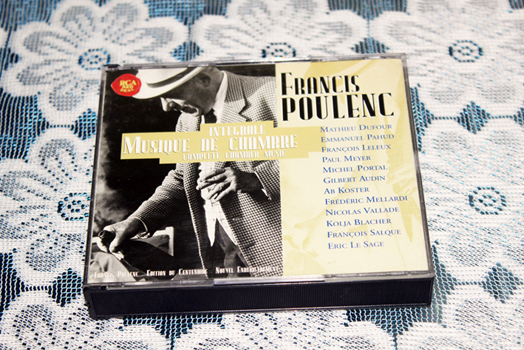 RCA
RED SEAL
FRANCIS
POULENC
INTÉGRALE
MUSIQUE DE CHAMBRE
COMPLETE CHAMBER MUSIC
MATHIEU DUFOUR
EMMANUEL PAHUD
FRANÇOIS LELEUX
PAUL MEYER
MICHEL PORTAL
GILBERT AUDIN
AB KOSTER
FRÉDÉRIC MELLARDI
NICOLAS VALLADE
KOLJA BLACHER
FRANÇOIS SALQUE
ERIC LE SAGE
FRANCIS POULENC EDITION DU CENTENAIRE NOUVEL ENREGISTREMENT